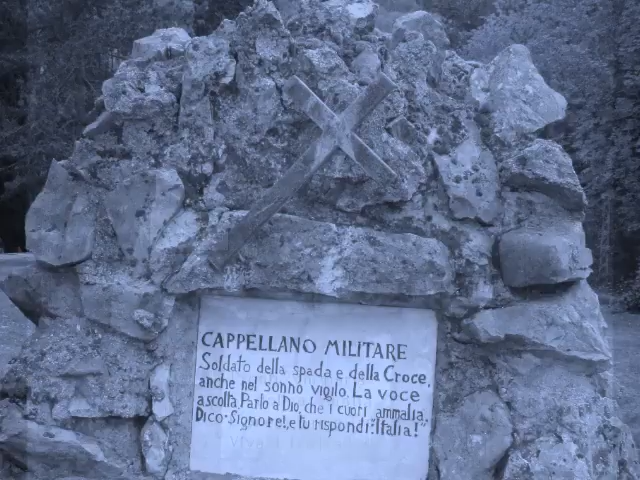 CAPPELLANO MILITARE
Soldato della spada e della Croce,
anche nel sonno vigilo. La voce
ascolta. Parlo a Dio, che i cuori ammalia.
Dico: Signore!, e tu rispondi: "Italia!